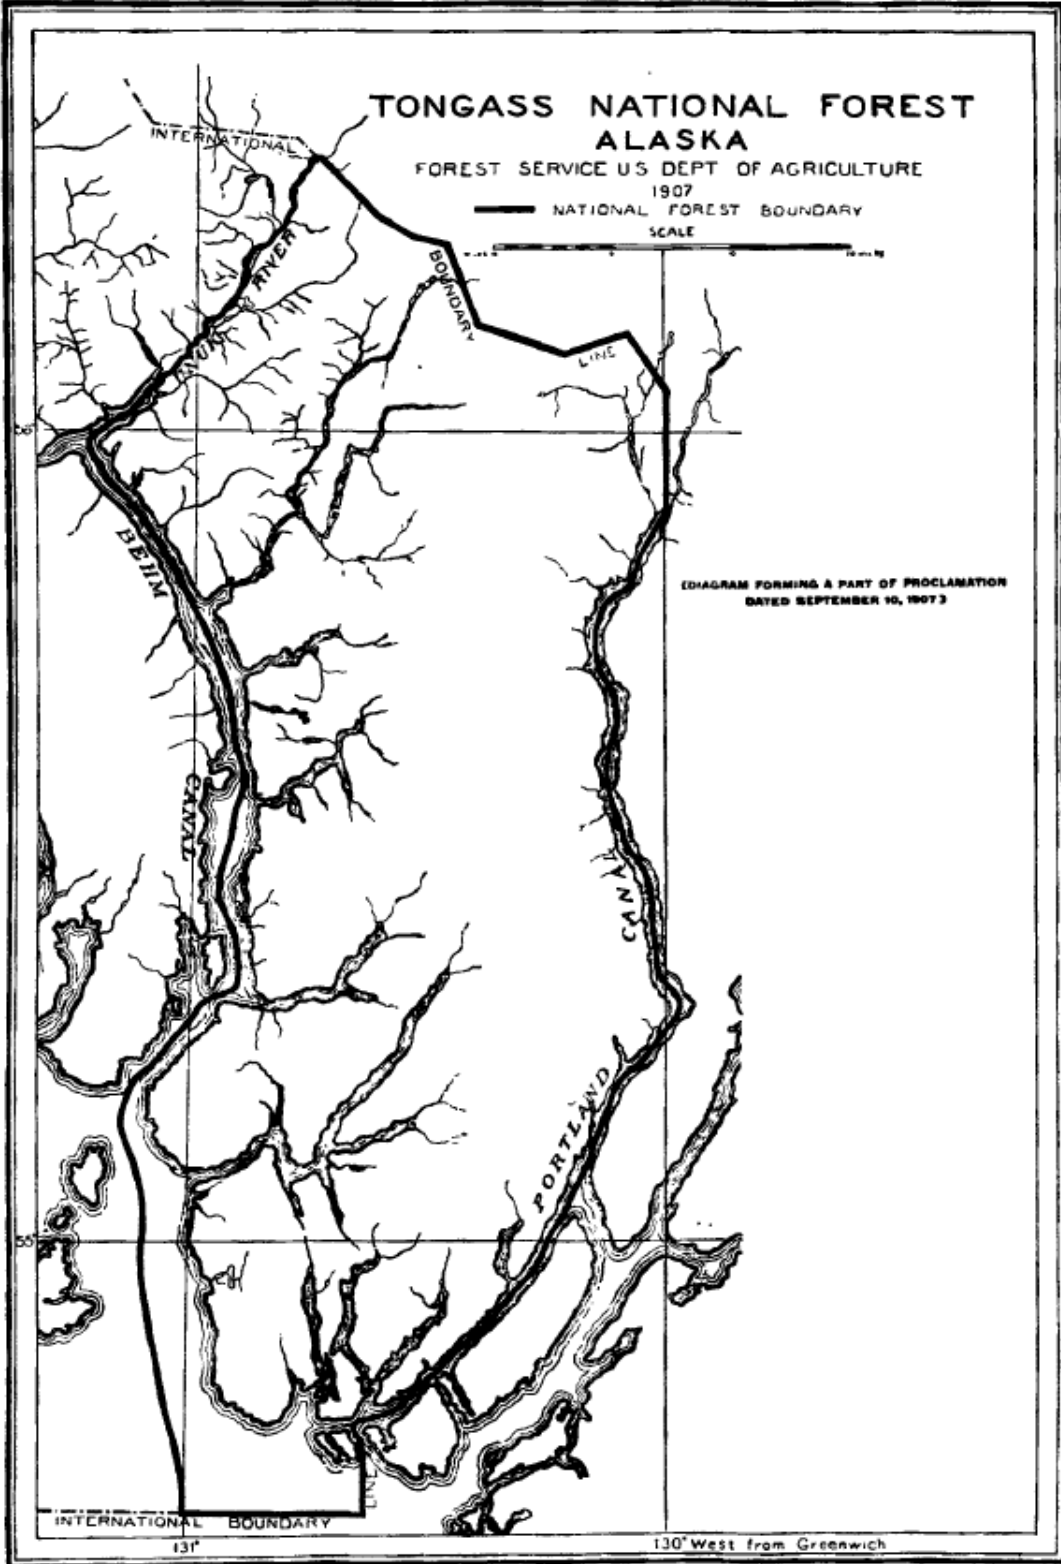 TONGASS NATIONAL FOREST
ALASKA
FOREST SERVICE U S DEPT OF AGRICULTURE
1907
NATIONAL FOREST BOUNDARY
SCALE
INTERNATIONAL
BOUNDARY
LINE
RIVER
56°
BEHM
(DIAGRAM FORMING A PART OF PROCLAMATION
DATED SEPTEMBER 10, 1907)
CANAL
CANAL
PORTLAND
55°
LINE
INTERNATIONAL BOUNDARY
131°
130° West from Greenwich